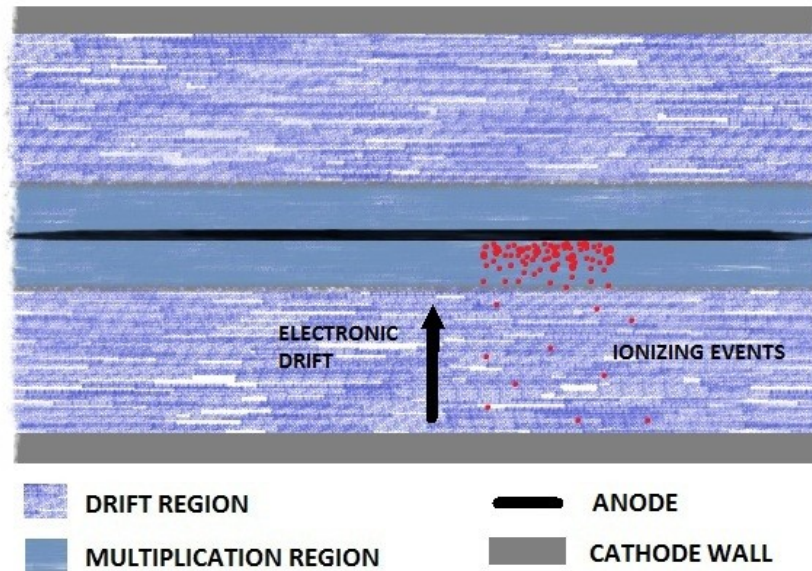 ELECTRONIC
DRIFT
IONIZING EVENTS
DRIFT REGION
ANODE
MULTIPLICATION REGION
CATHODE WALL